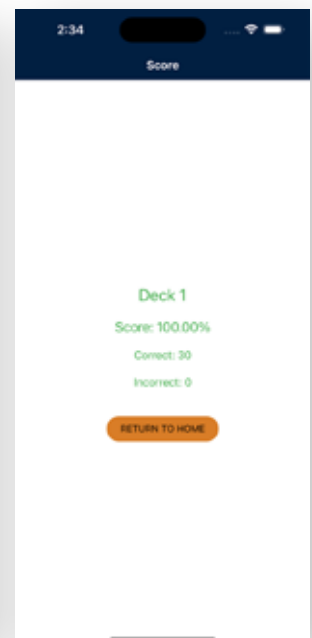 2:34
Score
Deck 1
Score: 100.00%
Correct: 30
Incorrect: 0
RETURN TO HOME